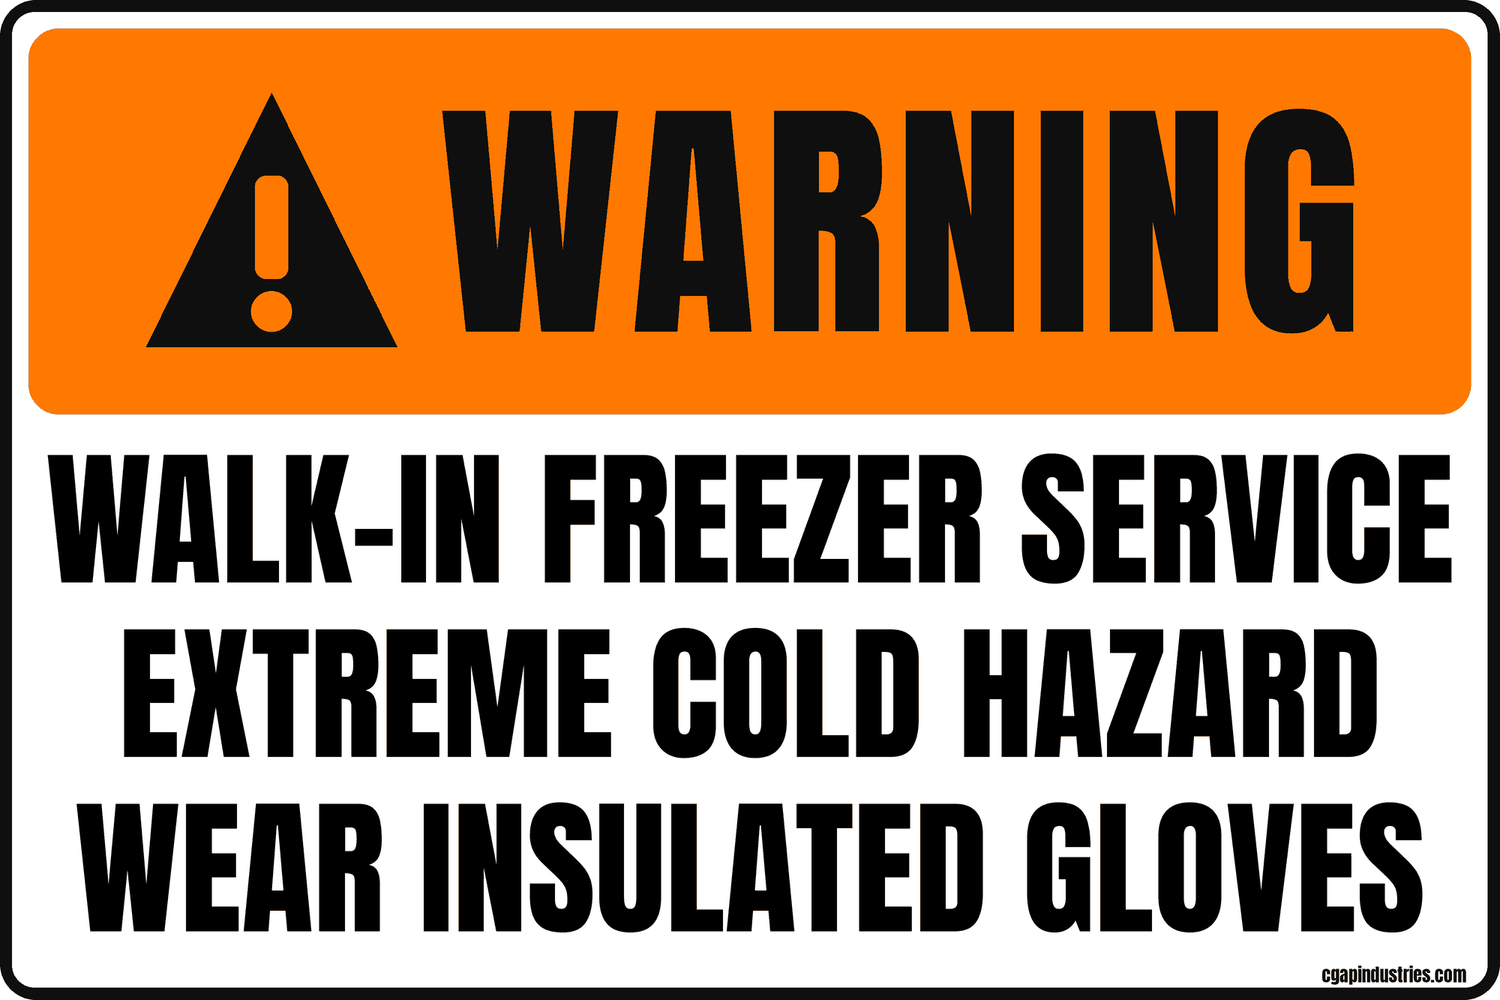 WARNING
WALK-IN FREEZER SERVICE
EXTREME COLD HAZARD
WEAR INSULATED GLOVES
cgapindustries.com